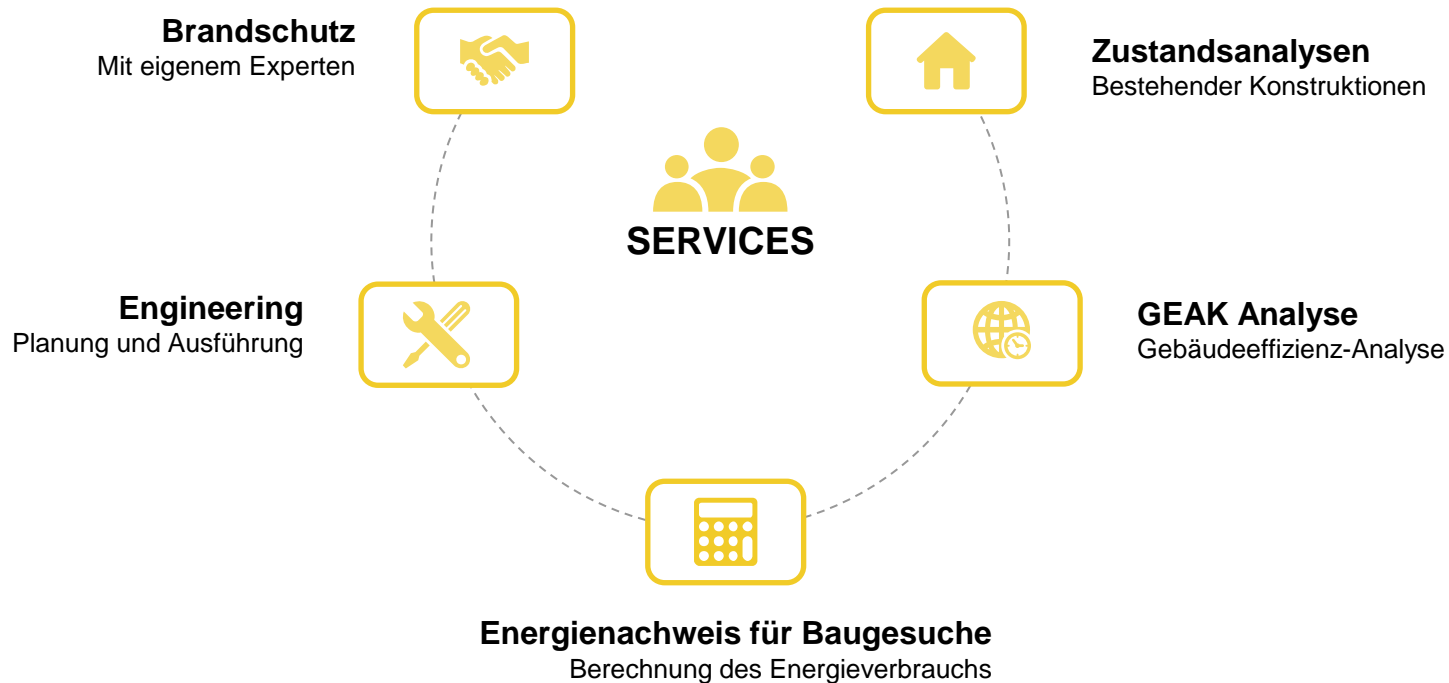 Brandschutz
Mit eigenem Experten
Zustandsanalysen
Bestehender Konstruktionen
SERVICES
Engineering
Planung und Ausführung
GEAK Analyse
Gebäudeeffizienz-Analyse
Energienachweis für Baugesuche
Berechnung des Energieverbrauchs